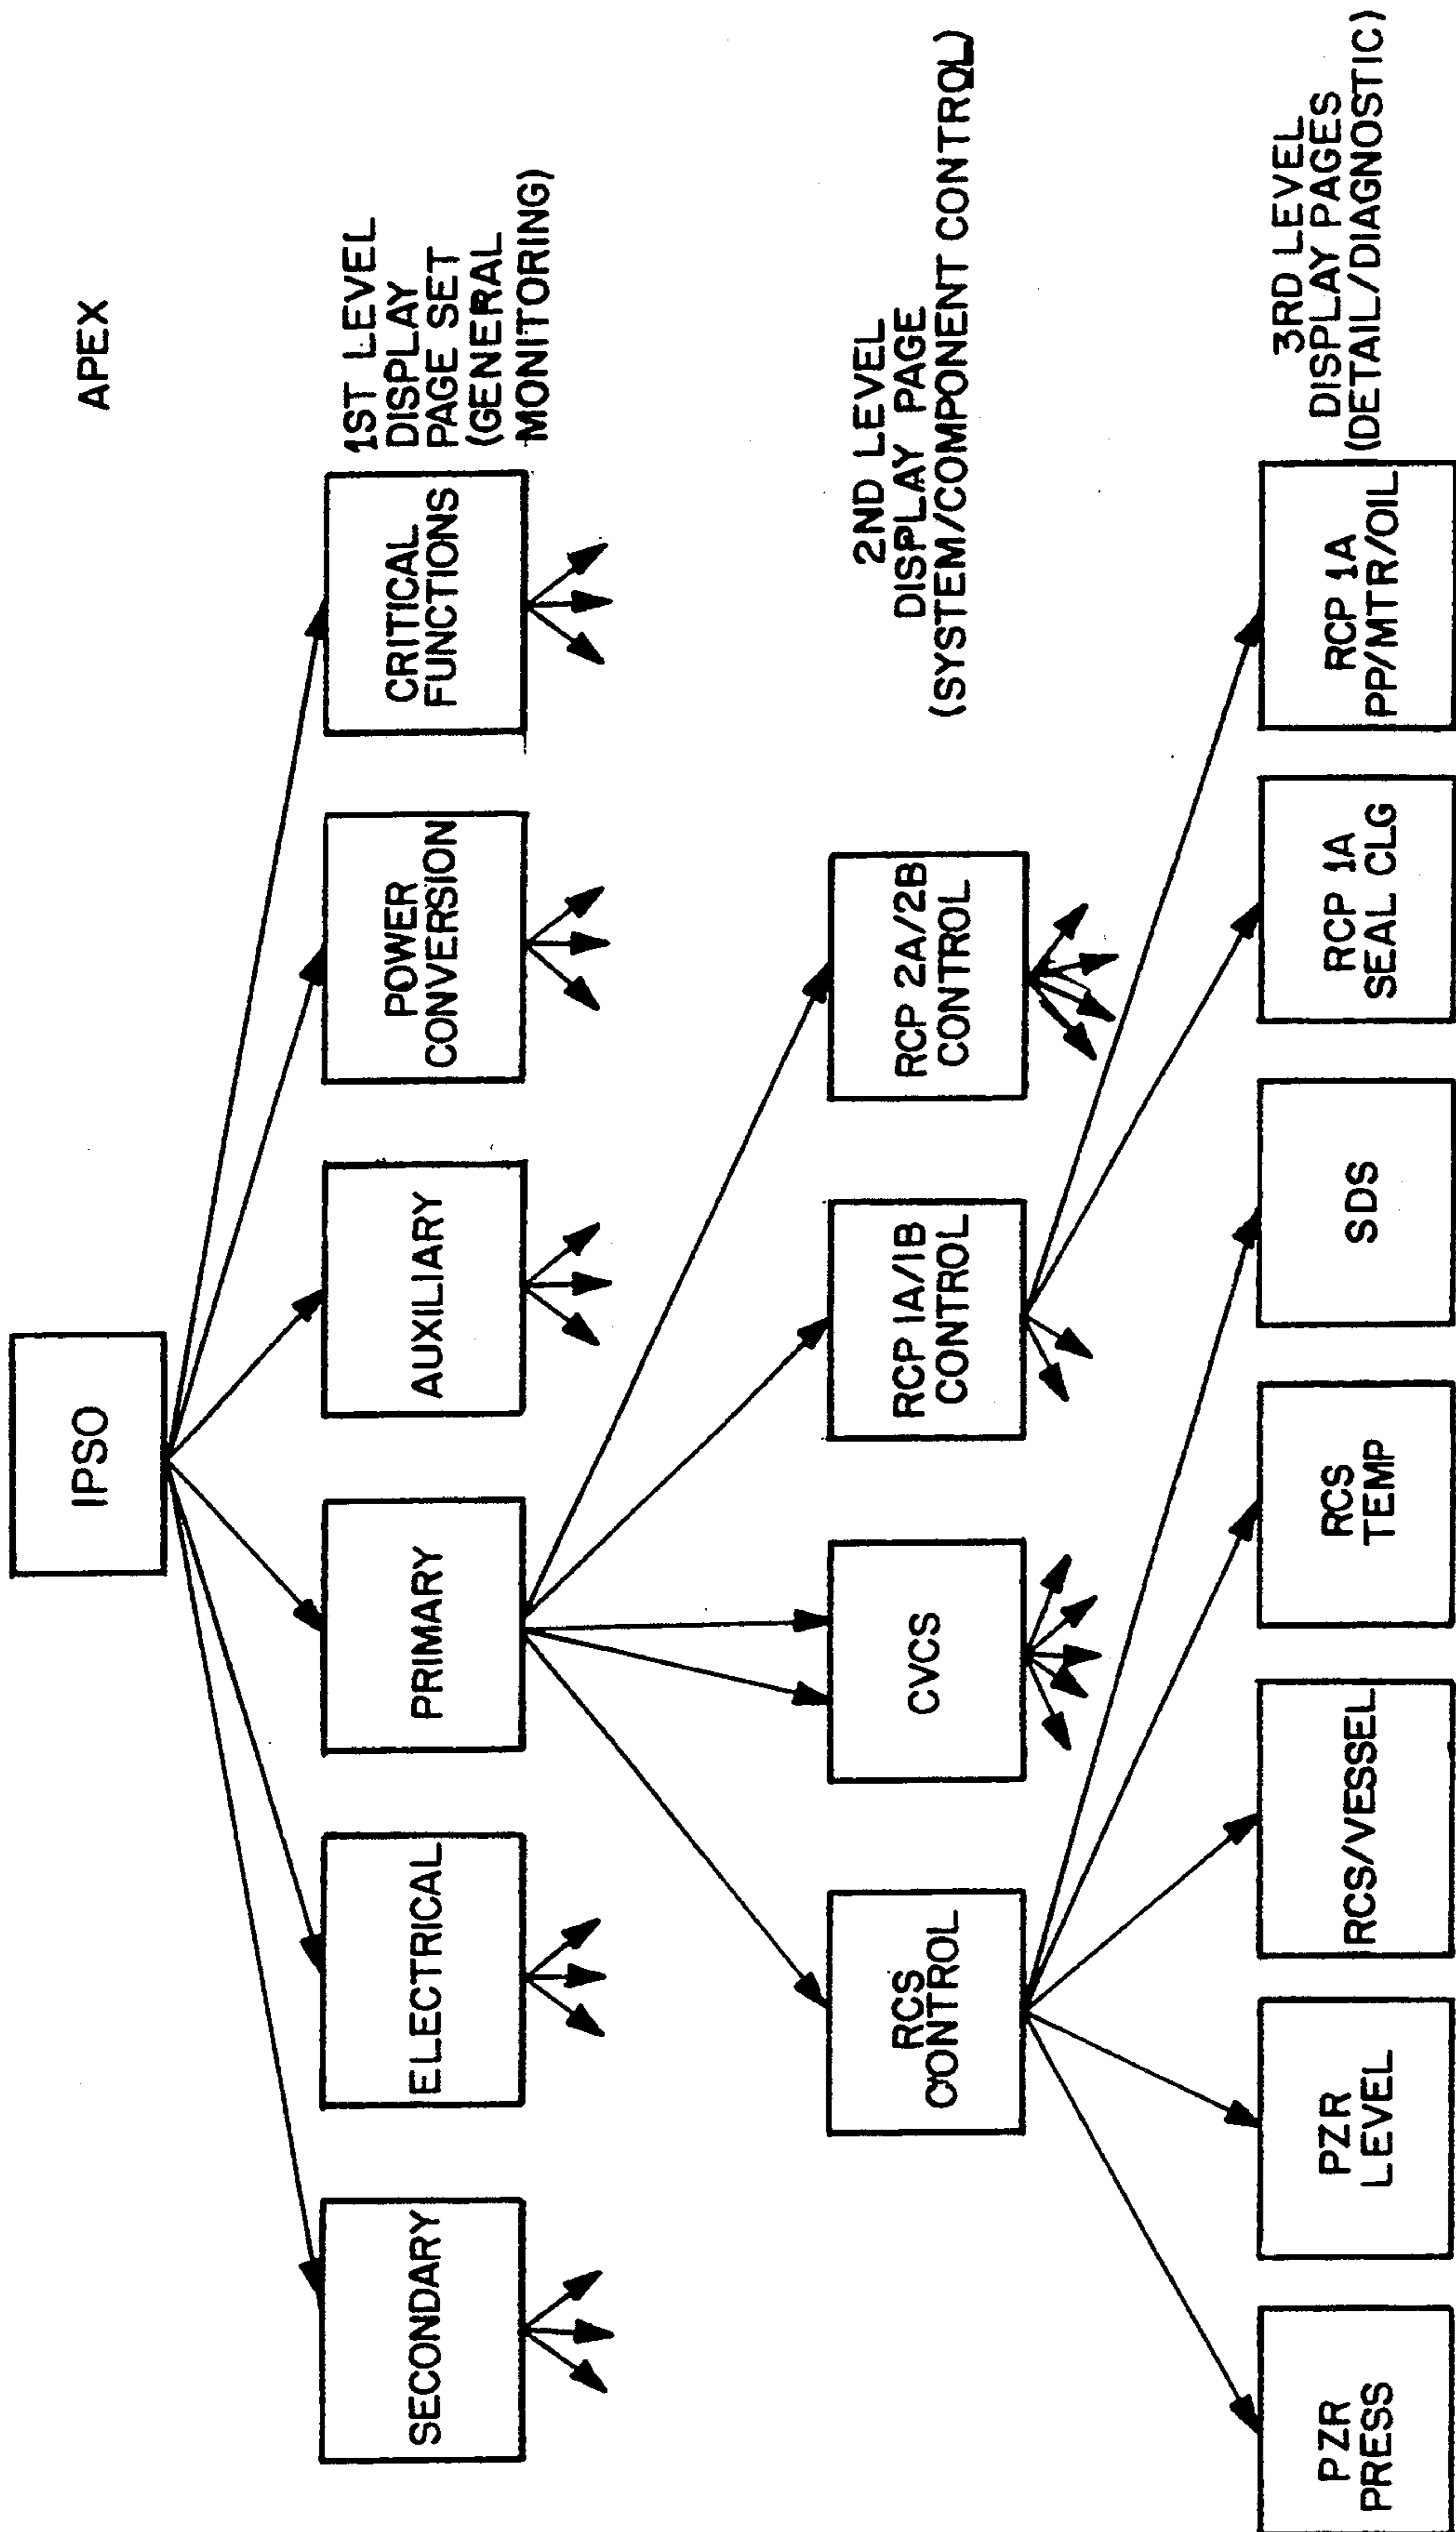 APEX
IPSO
1ST LEVEL
DISPLAY
PAGE SET
(GENERAL
MONITORING)
SECONDARY
ELECTRICAL
PRIMARY
AUXILIARY
POWER
CONVERSION
CRITICAL
FUNCTIONS
2ND LEVEL
DISPLAY PAGE
(SYSTEM/COMPONENT CONTROL)
RCS
CONTROL
CVCS
RCP 1A/1B
CONTROL
RCP 2A/2B
CONTROL
3RD LEVEL
DISPLAY PAGES
(DETAIL/DIAGNOSTIC)
PZR
PRESS
PZR
LEVEL
RCS/VESSEL
RCS
TEMP
SDS
RCP 1A
SEAL CLG
RCP 1A
PP/MTR/OIL